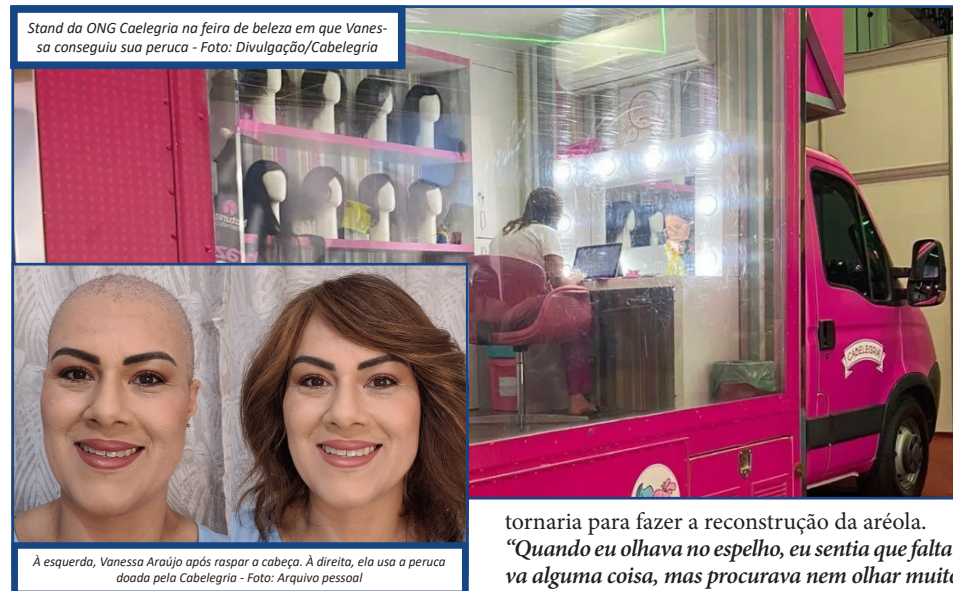 Stand da ONG Caelegria na feira de beleza em que Vanes-
sa conseguiu sua peruca - Foto: Divulgação/Cabelegria
CABELEGRIA
À esquerda, Vanessa Araújo após raspar a cabeça. À direita, ela usa a peruca
doada pela Cabelegria - Foto: Arquivo pessoal
tornaria para fazer a reconstrução da aréola.
“Quando eu olhava no espelho, eu sentia que falta-
va alguma coisa, mas procurava nem olhar muito